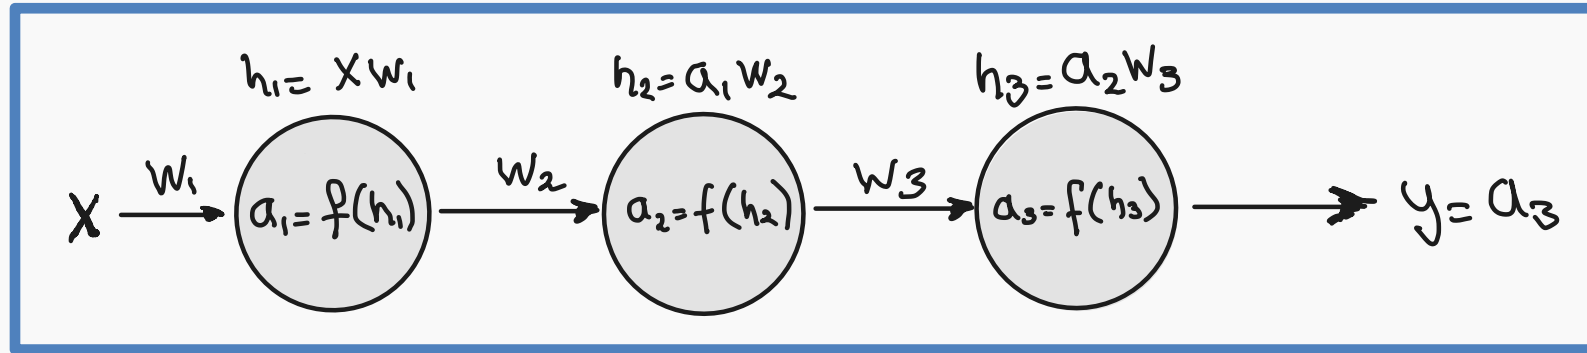 h₁ = xw₁
h₂ = a₁w₂
h₃ = a₂w₃
x
w₁
a₁ = f(h₁)
w₂
a₂ = f(h₂)
w₃
a₃ = f(h₃)
y = a₃